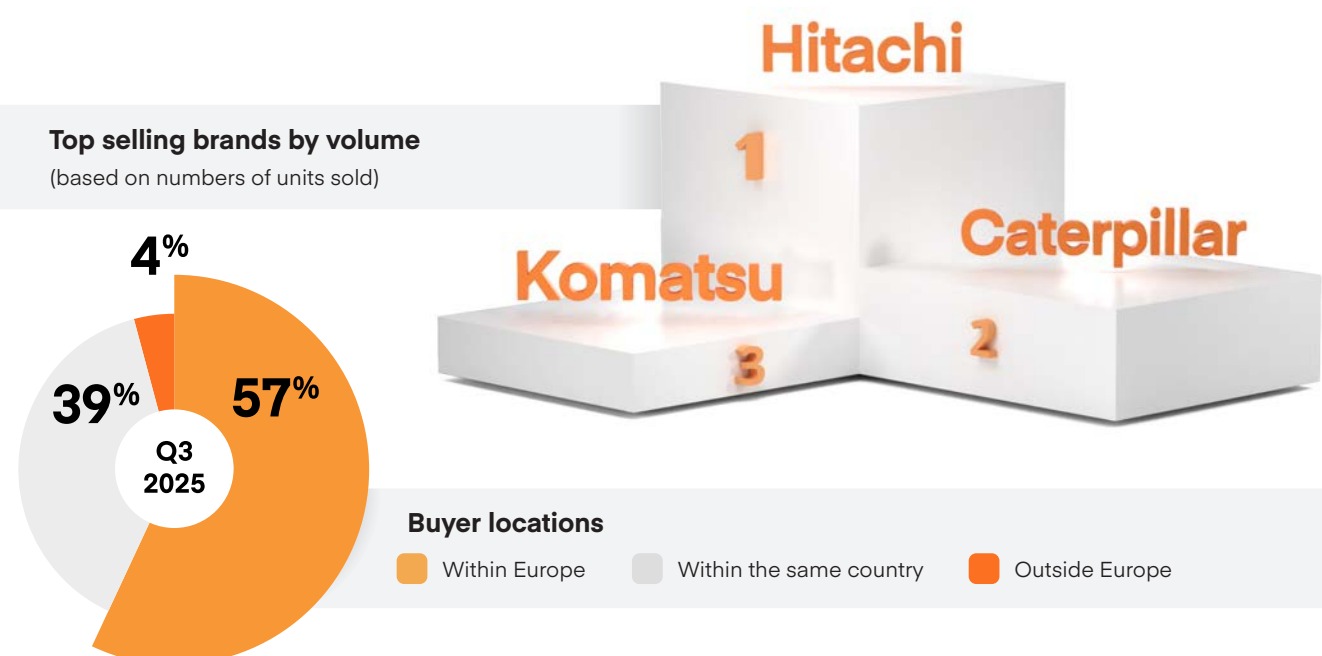 Hitachi
Top selling brands by volume
(based on numbers of units sold)
1
Caterpillar
Komatsu
2
3
4%
39%
57%
Q3
2025
Buyer locations
Within Europe
Within the same country
Outside Europe